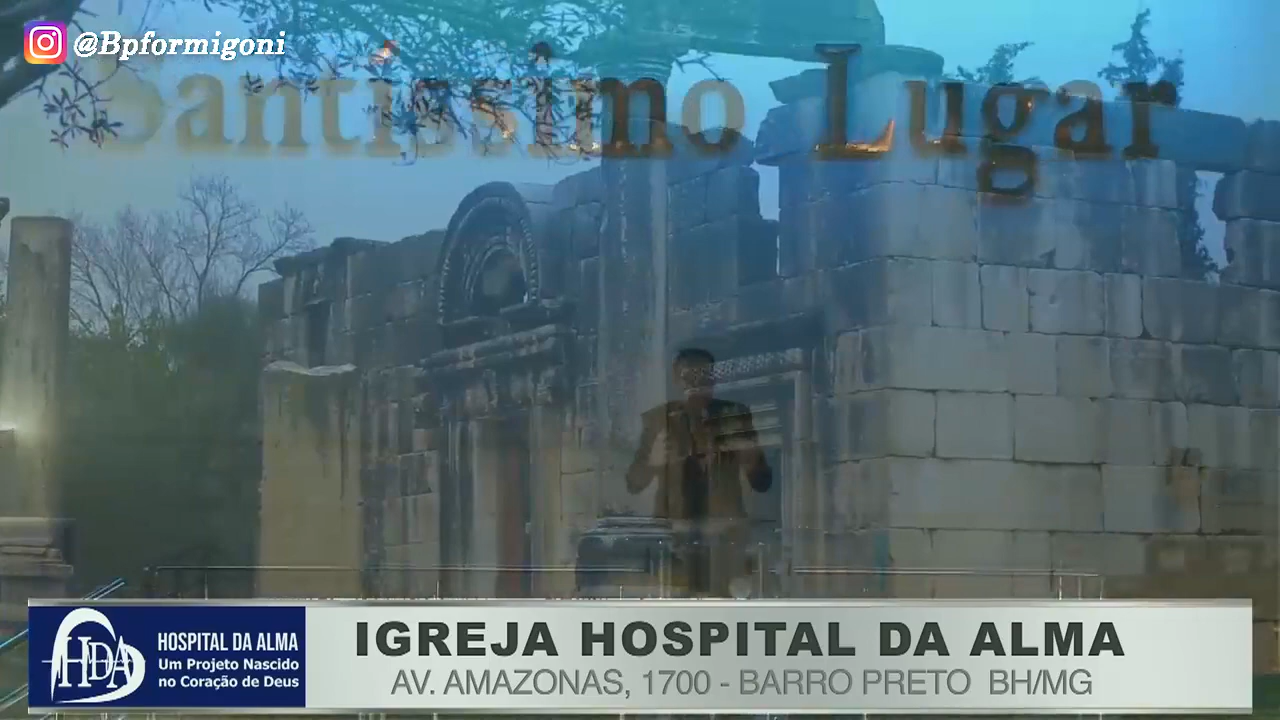 @Bpformigoni
Santíssimo Lugar
HDA
HOSPITAL DA ALMA
Um Projeto Nascido
no Coração de Deus
IGREJA HOSPITAL DA ALMA
AV. AMAZONAS, 1700 - BARRO PRETO BH/MG